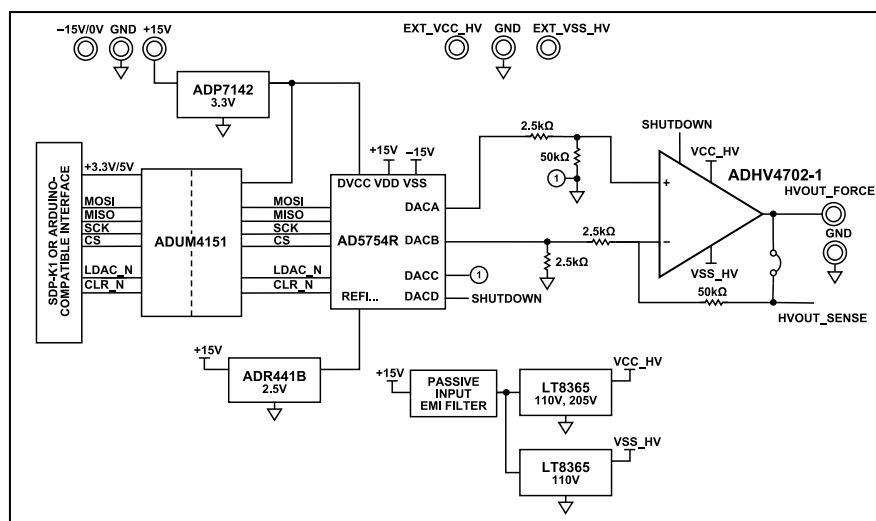 −15V/0V GND +15V
EXT_VCC_HV GND EXT_VSS_HV
ADP7142
3.3V
SDP-K1 OR ARDUINO-
COMPATIBLE INTERFACE
+3.3V/5V
MOSI
MISO
SCK
CS
LDAC_N
CLR_N
ADUM4151
MOSI
MISO
SCK
CS
LDAC_N
CLR_N
+15V −15V
DVCC VDD VSS
DACA
DACB
AD5754R
DACC
REFI... DACD
1
SHUTDOWN
2.5kΩ
50kΩ
1
2.5kΩ
2.5kΩ
SHUTDOWN
VCC_HV
ADHV4702-1
+
−
VSS_HV
HVOUT_FORCE
GND
50kΩ
HVOUT_SENSE
+15V
ADR441B
2.5V
+15V
PASSIVE
INPUT
EMI FILTER
LT8365
110V, 205V
VCC_HV
LT8365
110V
VSS_HV